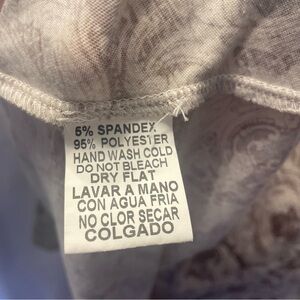 5% SPANDEX
95% POLYESTER
HAND WASH COLD
DO NOT BLEACH
DRY FLAT
LAVAR A MANO
CON AGUA FRIA
NO CLOR SECAR
COLGADO